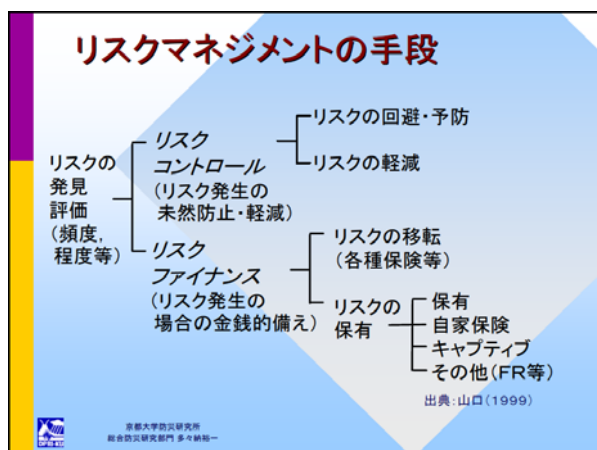 リスクマネジメントの手段
リスクの
発見
評価
(頻度,
程度等)
リスク
コントロール
(リスク発生の
未然防止・軽減)
リスクの回避・予防
リスクの軽減
リスク
ファイナンス
(リスク発生の
場合の金銭的備え)
リスクの移転
(各種保険等)
リスクの
保有
保有
自家保険
キャプティブ
その他(FR等)
出典:山口(1999)
京都大学防災研究所
総合防災研究部門 多々納裕一